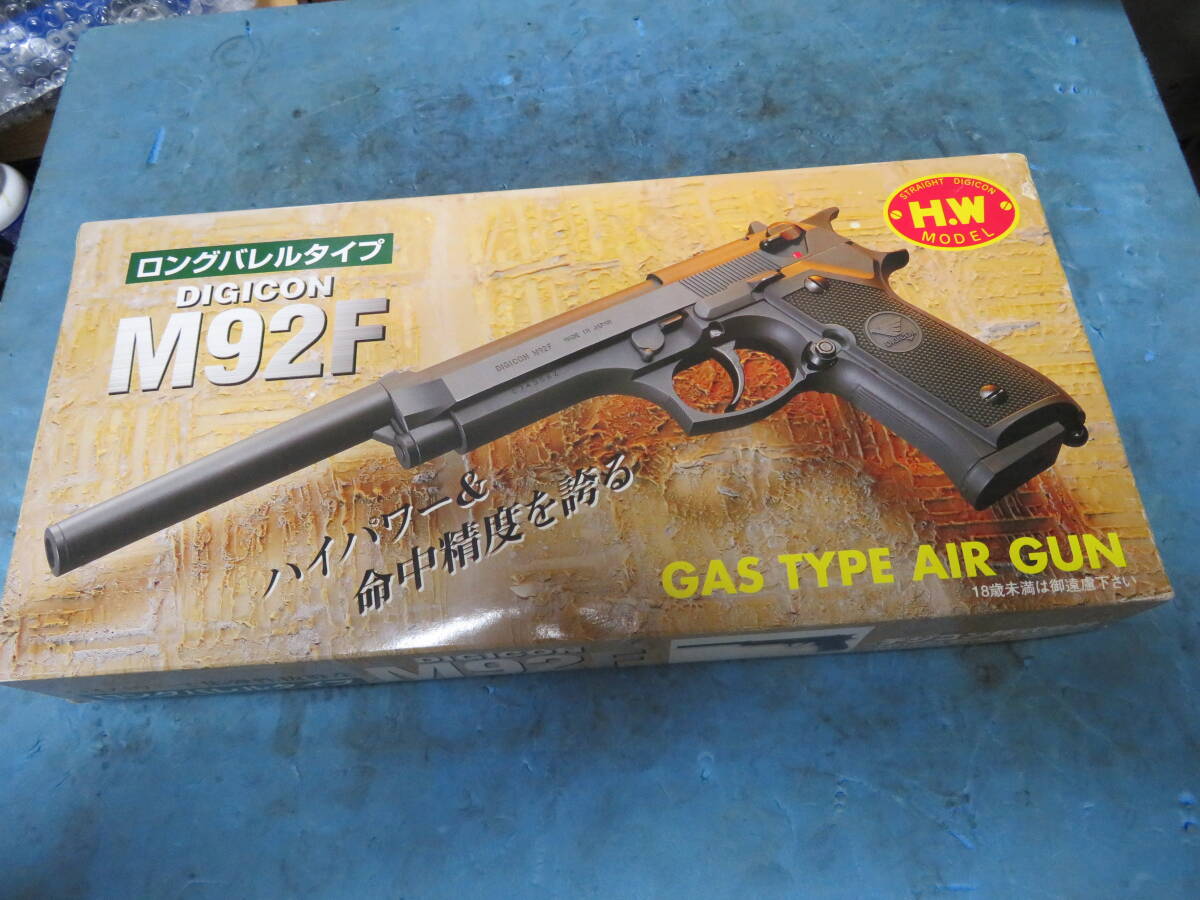 ロングバレルタイプ
DIGICON
M92F
STRAIGHT DIGICON
H.W
MODEL
DIGICON M92F MADE IN JAPAN
ハイパワー&
命中精度を誇る
GAS TYPE AIR GUN
18歳未満は御遠慮下さい
DIGICON
M92F